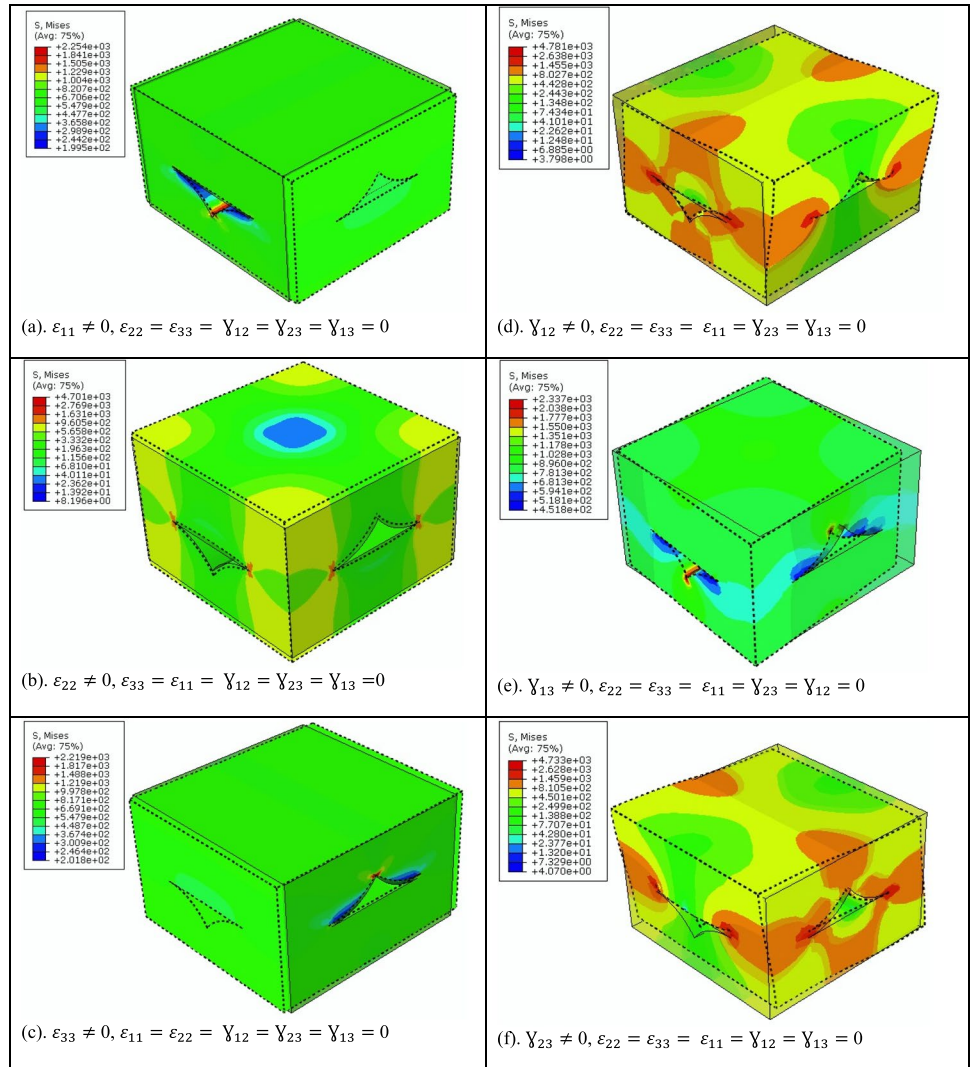 S, Mises
(Avg: 75%)
+2.254e+03
+1.841e+03
+1.505e+03
+1.229e+03
+1.004e+03
+8.207e+02
+6.706e+02
+5.479e+02
+4.477e+02
+3.658e+02
+2.989e+02
+2.442e+02
+1.995e+02
(a). ε₁₁ ≠ 0, ε₂₂ = ε₃₃ = Ɣ₁₂ = Ɣ₂₃ = Ɣ₁₃ = 0
S, Mises
(Avg: 75%)
+4.781e+03
+2.638e+03
+1.455e+03
+8.027e+02
+4.428e+02
+2.443e+02
+1.348e+02
+7.434e+01
+4.101e+01
+2.262e+01
+1.248e+01
+6.885e+00
+3.798e+00
(d). Ɣ₁₂ ≠ 0, ε₂₂ = ε₃₃ = ε₁₁ = Ɣ₂₃ = Ɣ₁₃ = 0
S, Mises
(Avg: 75%)
+4.701e+03
+2.769e+03
+1.631e+03
+9.605e+02
+5.658e+02
+3.332e+02
+1.963e+02
+1.156e+02
+6.810e+01
+4.011e+01
+2.362e+01
+1.392e+01
+8.196e+00
(b). ε₂₂ ≠ 0, ε₃₃ = ε₁₁ = Ɣ₁₂ = Ɣ₂₃ = Ɣ₁₃ =0
S, Mises
(Avg: 75%)
+2.337e+03
+2.038e+03
+1.777e+03
+1.550e+03
+1.351e+03
+1.178e+03
+1.028e+03
+8.960e+02
+7.813e+02
+6.813e+02
+5.941e+02
+5.181e+02
+4.518e+02
(e). Ɣ₁₃ ≠ 0, ε₂₂ = ε₃₃ = ε₁₁ = Ɣ₂₃ = Ɣ₁₂ = 0
S, Mises
(Avg: 75%)
+2.219e+03
+1.817e+03
+1.488e+03
+1.219e+03
+9.978e+02
+8.171e+02
+6.691e+02
+5.479e+02
+4.487e+02
+3.674e+02
+3.009e+02
+2.464e+02
+2.018e+02
(c). ε₃₃ ≠ 0, ε₁₁ = ε₂₂ = Ɣ₁₂ = Ɣ₂₃ = Ɣ₁₃ = 0
S, Mises
(Avg: 75%)
+4.733e+03
+2.628e+03
+1.459e+03
+8.105e+02
+4.501e+02
+2.499e+02
+1.388e+02
+7.707e+01
+4.280e+01
+2.377e+01
+1.320e+01
+7.329e+00
+4.070e+00
(f). Ɣ₂₃ ≠ 0, ε₂₂ = ε₃₃ = ε₁₁ = Ɣ₁₂ = Ɣ₁₃ = 0